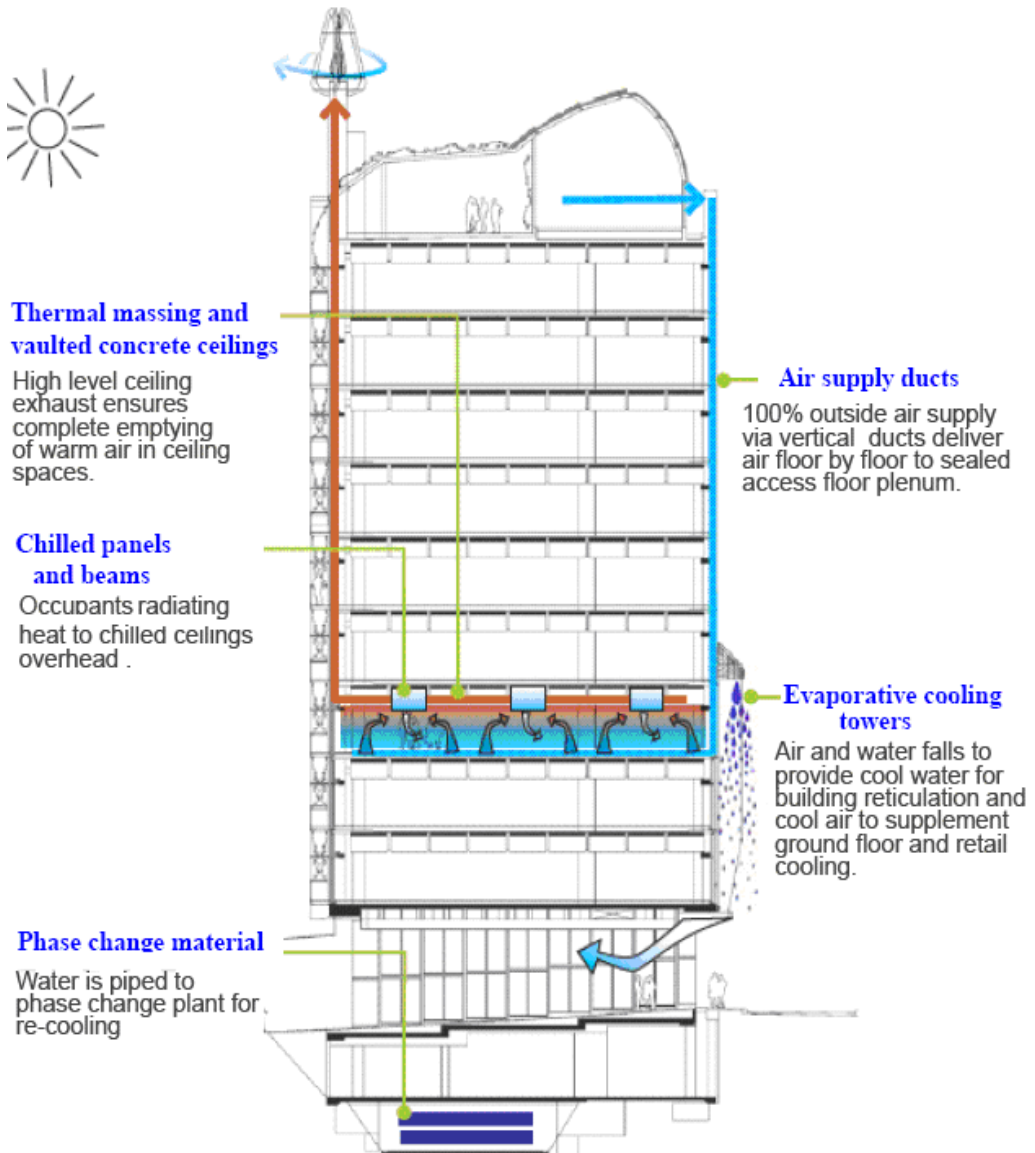 Thermal massing and
vaulted concrete ceilings
High level ceiling
exhaust ensures
complete emptying
of warm air in ceiling
spaces.
Chilled panels
and beams
Occupants radiating
heat to chilled ceilings
overhead .
Phase change material
Water is piped to
phase change plant for
re-cooling
Air supply ducts
100% outside air supply
via vertical ducts deliver
air floor by floor to sealed
access floor plenum.
Evaporative cooling
towers
Air and water falls to
provide cool water for
building reticulation and
cool air to supplement
ground floor and retail
cooling.